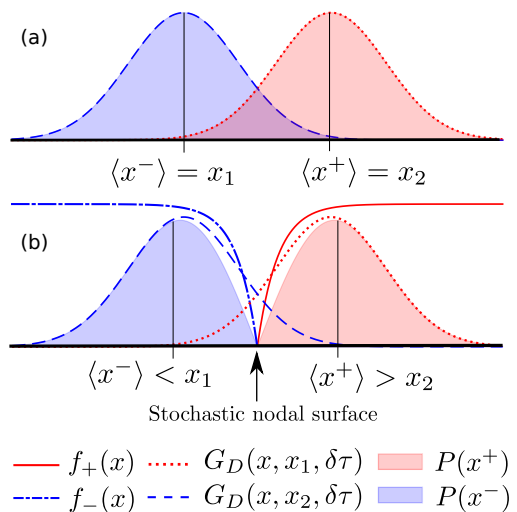 (a)
⟨x⁻⟩ = x₁ ⟨x⁺⟩ = x₂
(b)
⟨x⁻⟩ < x₁ ⟨x⁺⟩ > x₂
Stochastic nodal surface
f₊(x) G_D(x, x₁, δτ) P(x⁺)
f₋(x) G_D(x, x₂, δτ) P(x⁻)